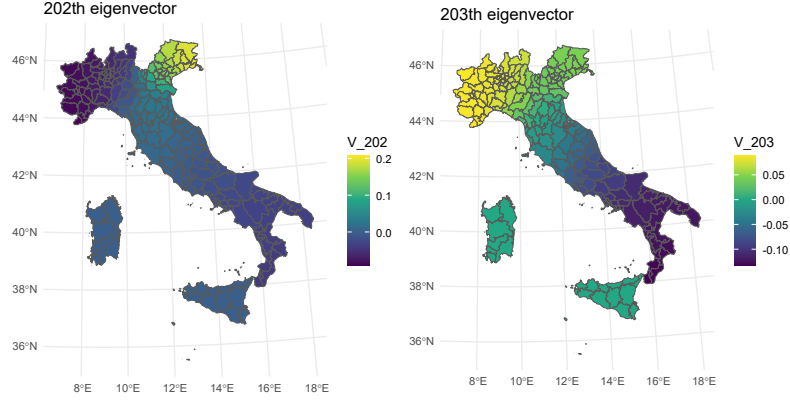 202th eigenvector
46°N
44°N
42°N
40°N
38°N
36°N
8°E 10°E 12°E 14°E 16°E 18°E
V_202
0.2
0.1
0.0
203th eigenvector
46°N
44°N
42°N
40°N
38°N
36°N
8°E 10°E 12°E 14°E 16°E 18°E
V_203
0.05
0.00
-0.05
-0.10